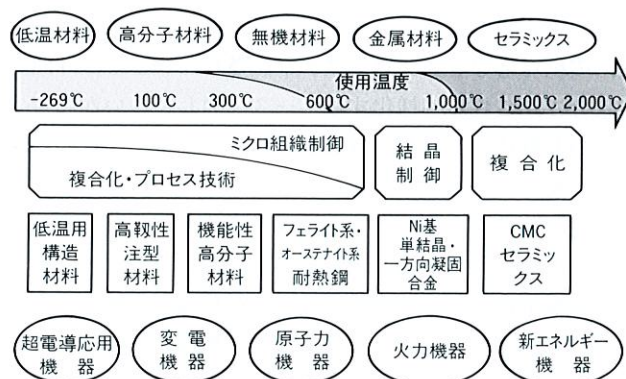 低温材料 高分子材料 無機材料 金属材料 セラミックス
使用温度
-269℃ 100℃ 300℃ 600℃ 1,000℃ 1,500℃ 2,000℃
ミクロ組織制御
複合化・プロセス技術
結晶
制御
複合化
低温用
構造
材料
高靱性
注型
材料
機能性
高分子
材料
フェライト系・
オーステナイト系
耐熱鋼
Ni基
単結晶・
一方向凝固
合金
CMC
セラミッ
クス
超電導応用
機器
変電
機器
原子力
機器
火力機器
新エネルギー
機器